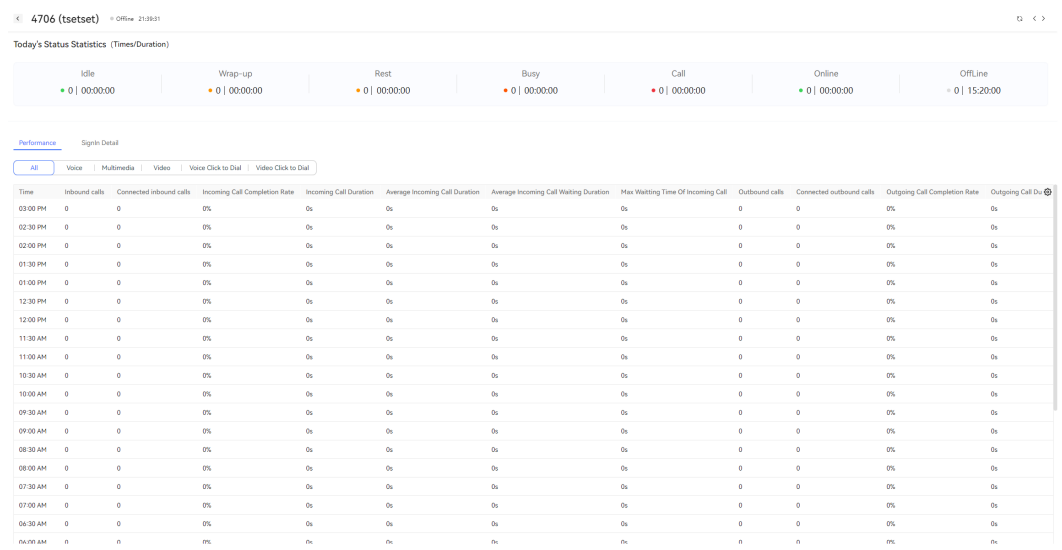 4706 (tsetset) Offline 21:39:31
Today's Status Statistics (Times/Duration)
Idle Wrap-up Rest Busy Call Online OffLine
0 | 00:00:00 0 | 00:00:00 0 | 00:00:00 0 | 00:00:00 0 | 00:00:00 0 | 00:00:00 0 | 15:20:00
Performance SignIn Detail
All Voice Multimedia Video Voice Click to Dial Video Click to Dial
Time Inbound calls Connected inbound calls Incoming Call Completion Rate Incoming Call Duration Average Incoming Call Duration Average Incoming Call Waiting Duration Max Waitting Time Of Incoming Call Outbound calls Connected outbound calls Outgoing Call Completion Rate Outgoing Call Du
03:00 PM 0 0 0% 0s 0s 0s 0s 0 0 0% 0s
02:30 PM 0 0 0% 0s 0s 0s 0s 0 0 0% 0s
02:00 PM 0 0 0% 0s 0s 0s 0s 0 0 0% 0s
01:30 PM 0 0 0% 0s 0s 0s 0s 0 0 0% 0s
01:00 PM 0 0 0% 0s 0s 0s 0s 0 0 0% 0s
12:30 PM 0 0 0% 0s 0s 0s 0s 0 0 0% 0s
12:00 PM 0 0 0% 0s 0s 0s 0s 0 0 0% 0s
11:30 AM 0 0 0% 0s 0s 0s 0s 0 0 0% 0s
11:00 AM 0 0 0% 0s 0s 0s 0s 0 0 0% 0s
10:30 AM 0 0 0% 0s 0s 0s 0s 0 0 0% 0s
10:00 AM 0 0 0% 0s 0s 0s 0s 0 0 0% 0s
09:30 AM 0 0 0% 0s 0s 0s 0s 0 0 0% 0s
09:00 AM 0 0 0% 0s 0s 0s 0s 0 0 0% 0s
08:30 AM 0 0 0% 0s 0s 0s 0s 0 0 0% 0s
08:00 AM 0 0 0% 0s 0s 0s 0s 0 0 0% 0s
07:30 AM 0 0 0% 0s 0s 0s 0s 0 0 0% 0s
07:00 AM 0 0 0% 0s 0s 0s 0s 0 0 0% 0s
06:30 AM 0 0 0% 0s 0s 0s 0s 0 0 0% 0s
06:00 AM 0 0 0% 0s 0s 0s 0s 0 0 0% 0s